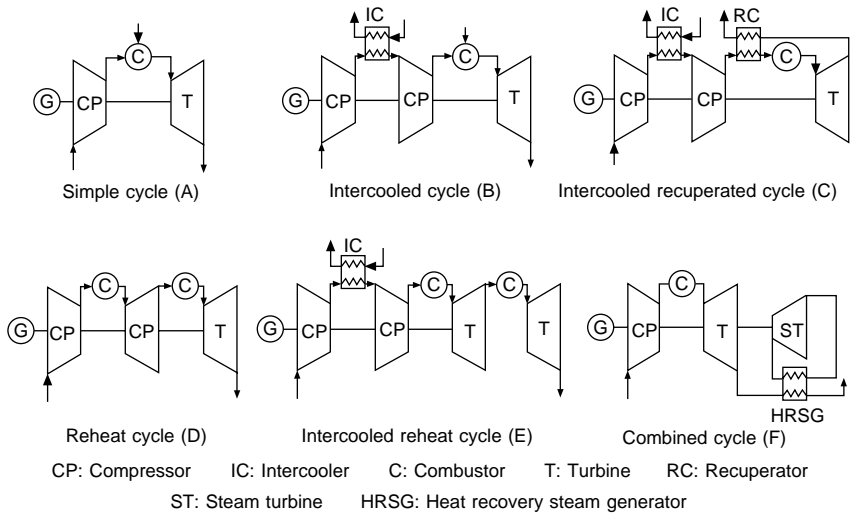 IC
IC
RC
C
C
C
G
CP
T
G
CP
CP
T
G
CP
CP
T
Simple cycle (A)
Intercooled cycle (B)
Intercooled recuperated cycle (C)
IC
C
C
C
C
C
G
CP
CP
T
G
CP
CP
T
T
G
CP
T
ST
HRSG
Reheat cycle (D)
Intercooled reheat cycle (E)
Combined cycle (F)
CP: Compressor IC: Intercooler C: Combustor T: Turbine RC: Recuperator
ST: Steam turbine HRSG: Heat recovery steam generator